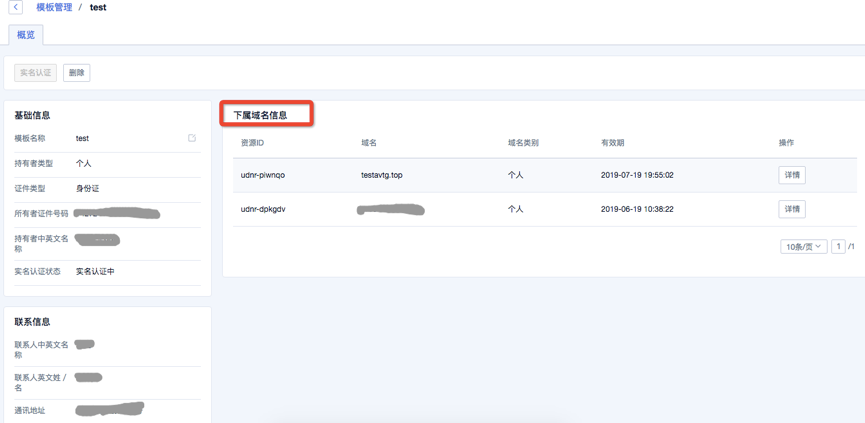 模板管理 / test
概览
实名认证 删除
基础信息
模板名称 test
持有者类型 个人
证件类型 身份证
所有者证件号码
持有者中英文名
称
实名认证状态 实名认证中
联系信息
联系人中英文名
称
联系人英文姓 /
名
通讯地址
下属域名信息
资源ID 域名 域名类别 有效期 操作
udnr-piwnqo testavtg.top 个人 2019-07-19 19:55:02 详情
udnr-dpkgdv 个人 2019-06-19 10:38:22 详情
10条/页 1 /1